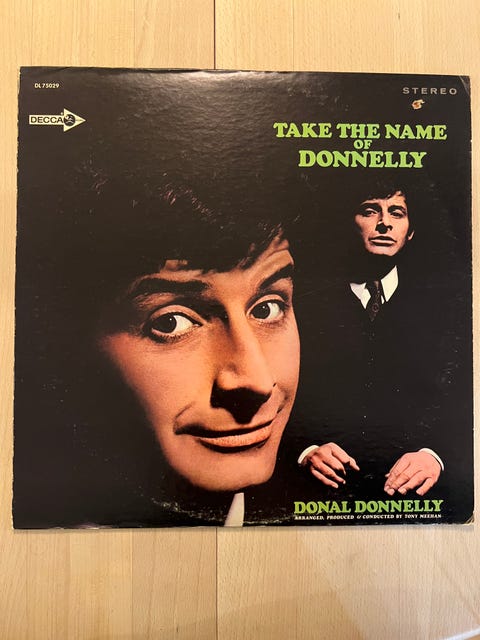 DL 75029
STEREO
DECCA
TAKE THE NAME
OF
DONNELLY
DONAL DONNELLY
ARRANGED, PRODUCED & CONDUCTED BY TONY MEEHAN